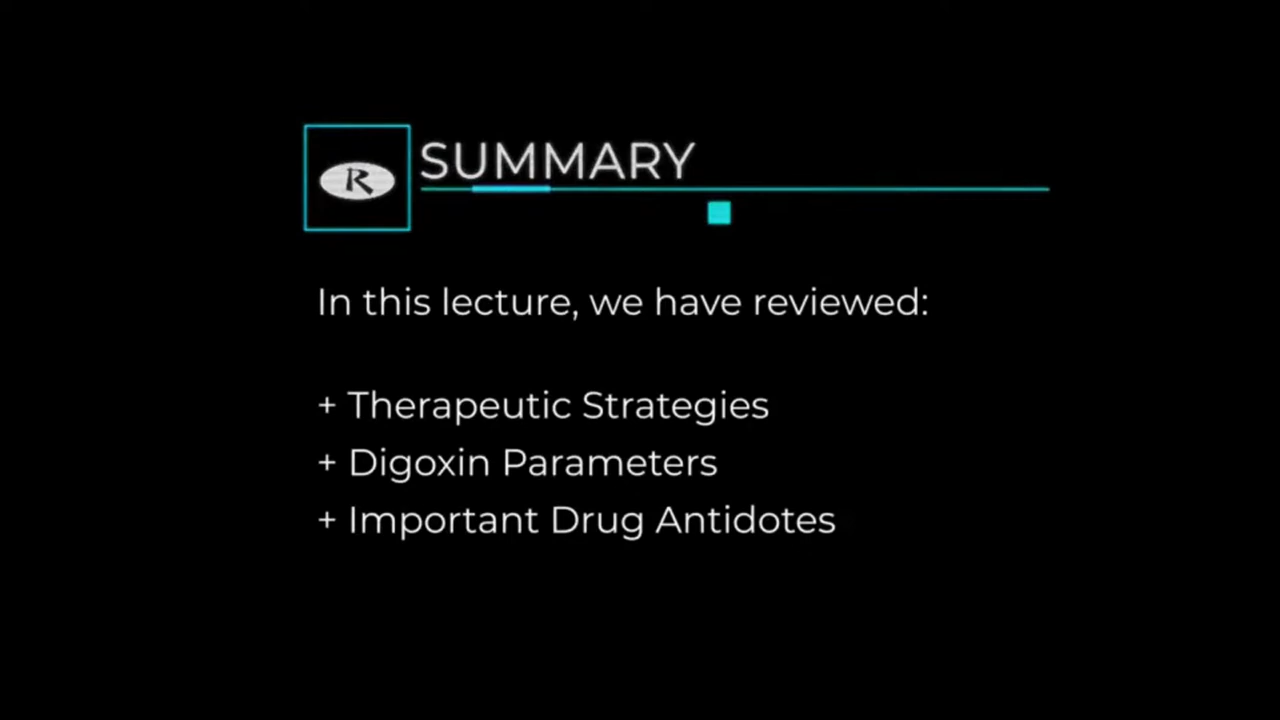 R
SUMMARY
In this lecture, we have reviewed:
+ Therapeutic Strategies
+ Digoxin Parameters
+ Important Drug Antidotes